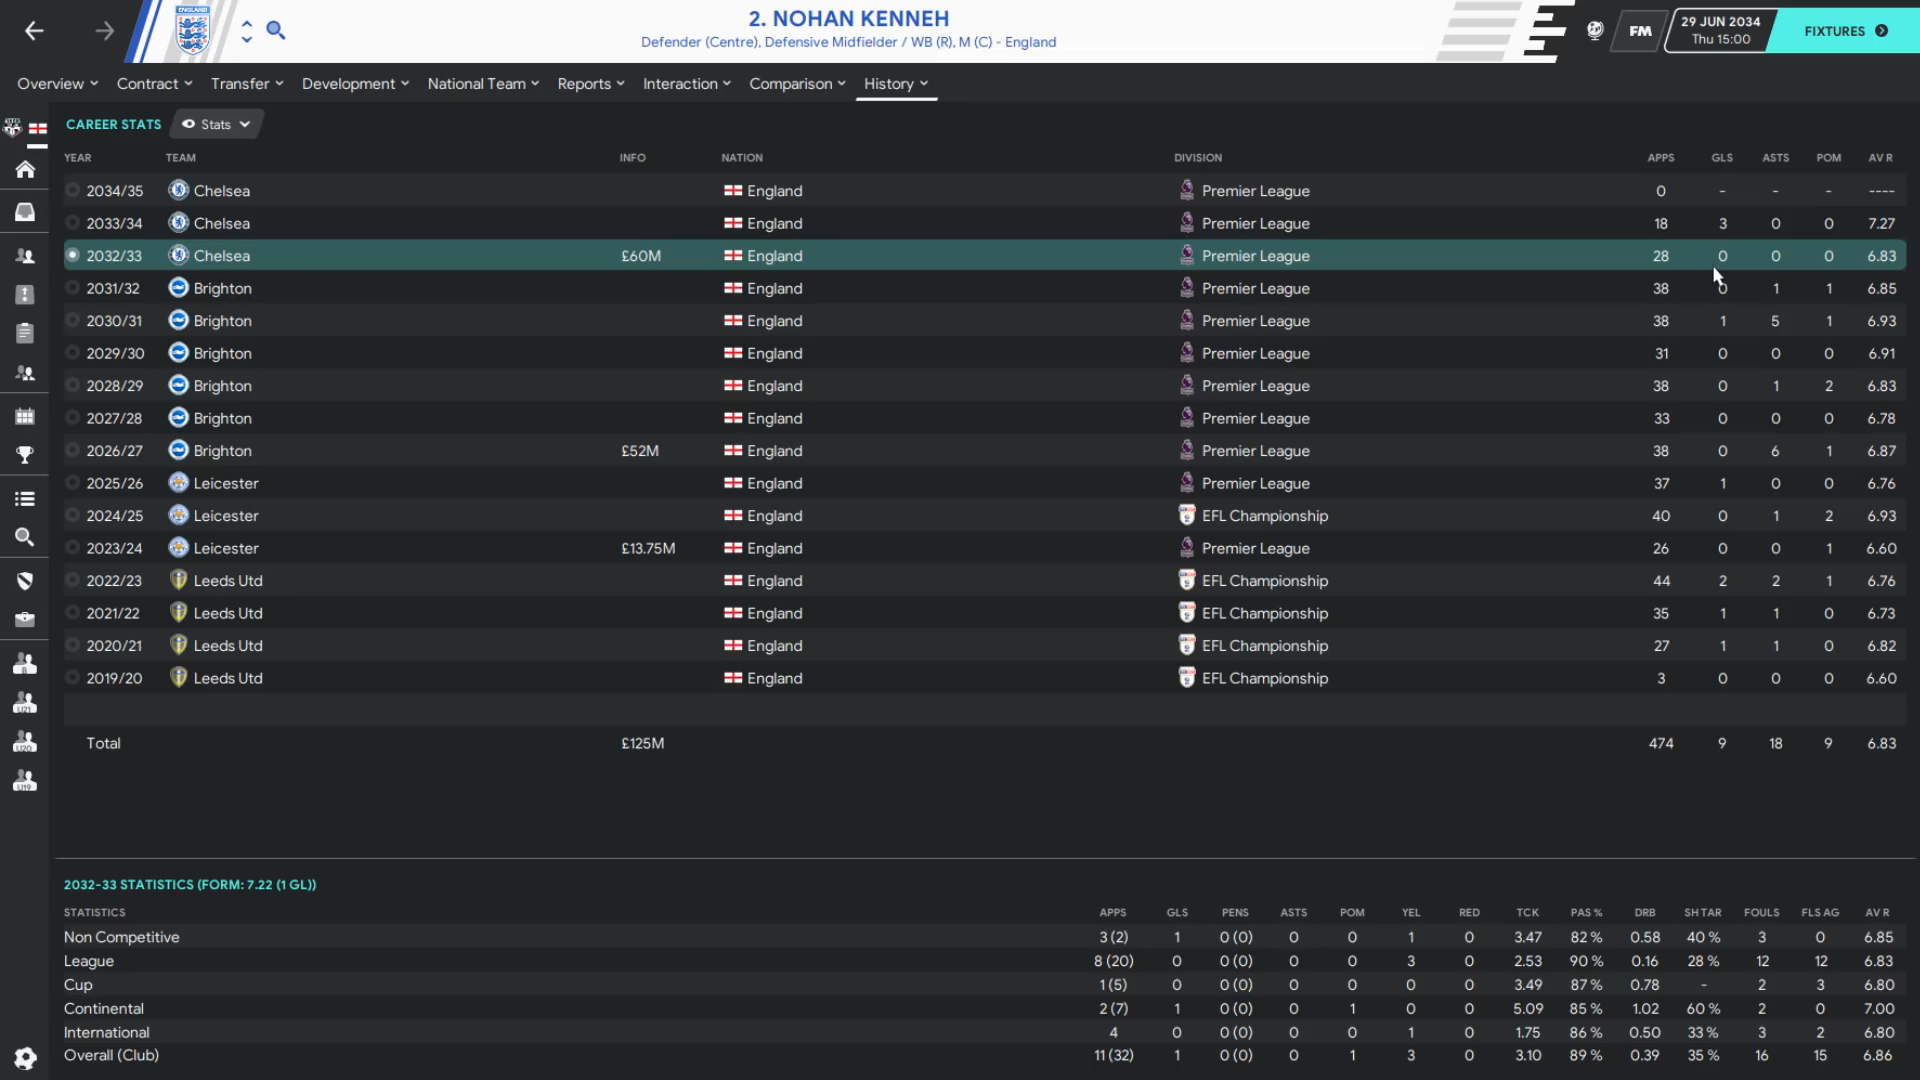 ENGLAND
2. NOHAN KENNEH
Defender (Centre), Defensive Midfielder / WB (R), M (C) - England
FM
29 JUN 2034
Thu 15:00
FIXTURES
Overview Contract Transfer Development National Team Reports Interaction Comparison History
CAREER STATS Stats
YEAR TEAM INFO NATION DIVISION APPS GLS ASTS POM AV R
2034/35 Chelsea England Premier League 0 - - - ----
2033/34 Chelsea England Premier League 18 3 0 0 7.27
2032/33 Chelsea £60M England Premier League 28 0 0 0 6.83
2031/32 Brighton England Premier League 38 0 1 1 6.85
2030/31 Brighton England Premier League 38 1 5 1 6.93
2029/30 Brighton England Premier League 31 0 0 0 6.91
2028/29 Brighton England Premier League 38 0 1 2 6.83
2027/28 Brighton England Premier League 33 0 0 0 6.78
2026/27 Brighton £52M England Premier League 38 0 6 1 6.87
2025/26 Leicester England Premier League 37 1 0 0 6.76
2024/25 Leicester England EFL Championship 40 0 1 2 6.93
2023/24 Leicester £13.75M England Premier League 26 0 0 1 6.60
2022/23 Leeds Utd England EFL Championship 44 2 2 1 6.76
2021/22 Leeds Utd England EFL Championship 35 1 1 0 6.73
2020/21 Leeds Utd England EFL Championship 27 1 1 0 6.82
2019/20 Leeds Utd England EFL Championship 3 0 0 0 6.60
Total £125M 474 9 18 9 6.83
B
U21
U20
U19
2032-33 STATISTICS (FORM: 7.22 (1 GL))
STATISTICS APPS GLS PENS ASTS POM YEL RED TCK PAS % DRB SH TAR FOULS FLS AG AV R
Non Competitive 3 (2) 1 0 (0) 0 0 1 0 3.47 82 % 0.58 40 % 3 0 6.85
League 8 (20) 0 0 (0) 0 0 3 0 2.53 90 % 0.16 28 % 12 12 6.83
Cup 1 (5) 0 0 (0) 0 0 0 0 3.49 87 % 0.78 - 2 3 6.80
Continental 2 (7) 1 0 (0) 0 1 0 0 5.09 85 % 1.02 60 % 2 0 7.00
International 4 0 0 (0) 0 0 1 0 1.75 86 % 0.50 33 % 3 2 6.80
Overall (Club) 11 (32) 1 0 (0) 0 1 3 0 3.10 89 % 0.39 35 % 16 15 6.86